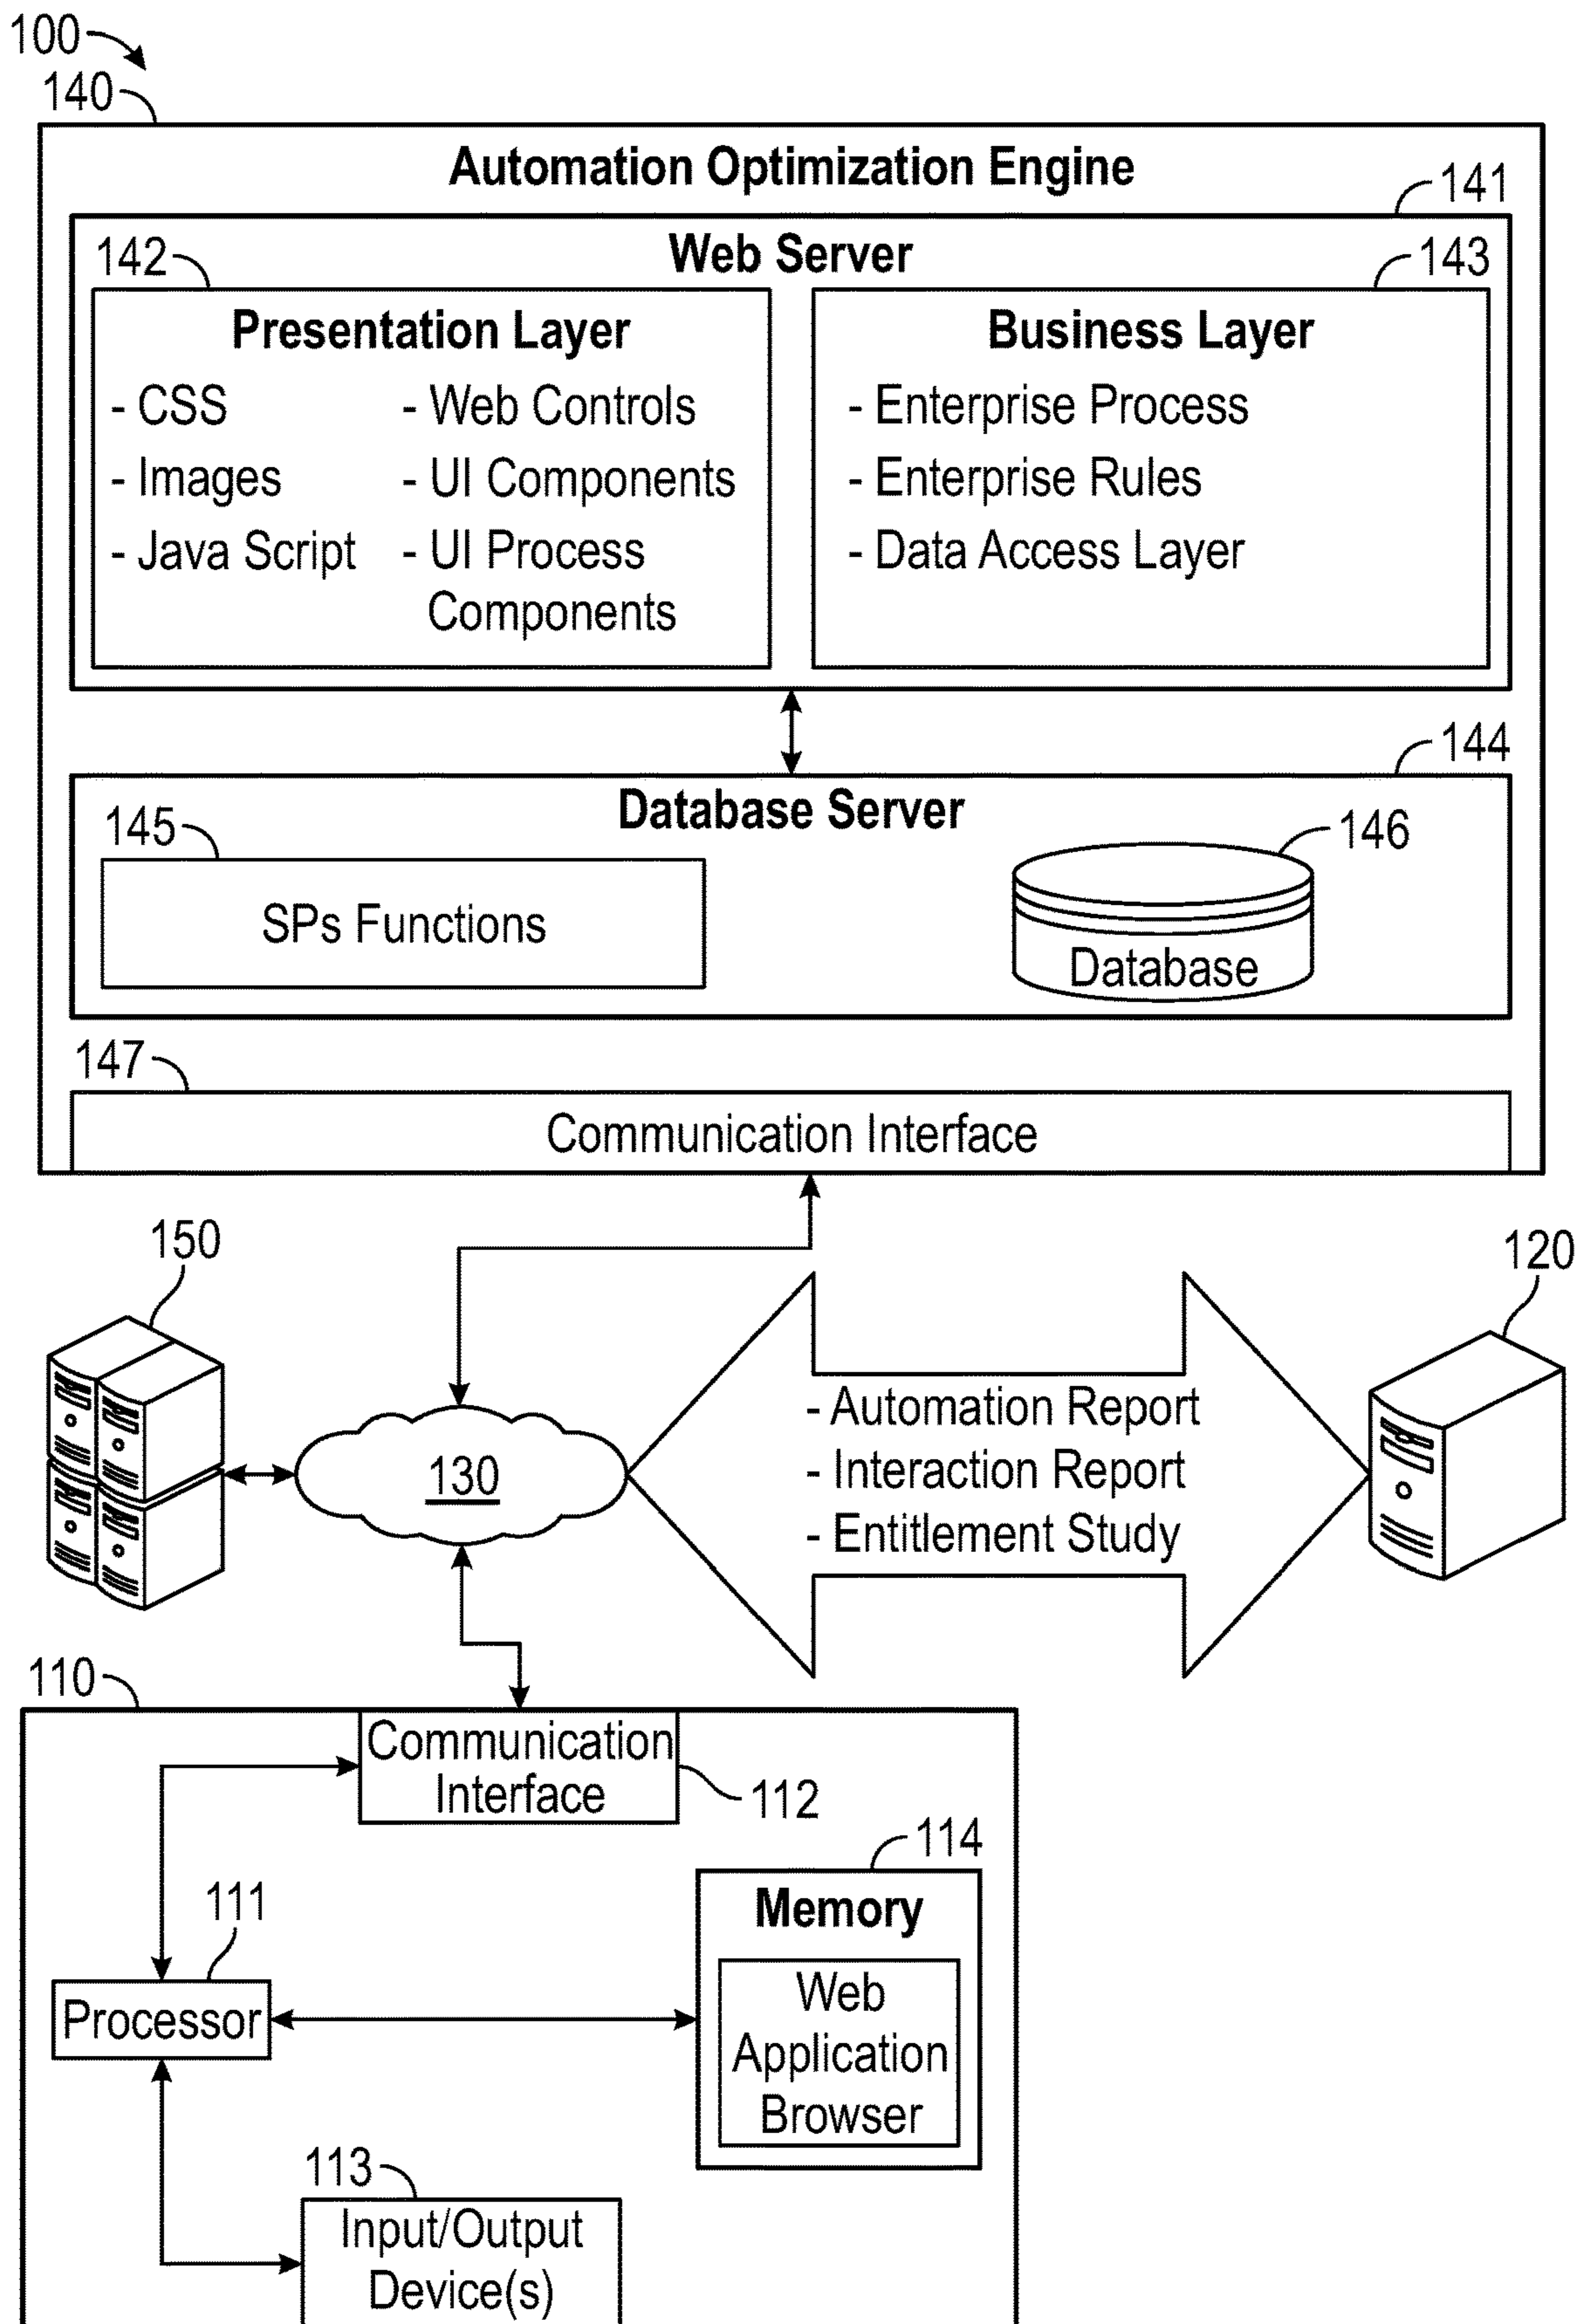 100
140
Automation Optimization Engine
141
Web Server
142
143
Presentation Layer
- CSS
- Web Controls
- Images
- UI Components
- Java Script
- UI Process
Components
Business Layer
- Enterprise Process
- Enterprise Rules
- Data Access Layer
144
Database Server
145
SPs Functions
146
Database
147
Communication Interface
150
120
130
- Automation Report
- Interaction Report
- Entitlement Study
110
Communication
Interface
112
114
Memory
Web
Application
Browser
111
Processor
113
Input/Output
Device(s)